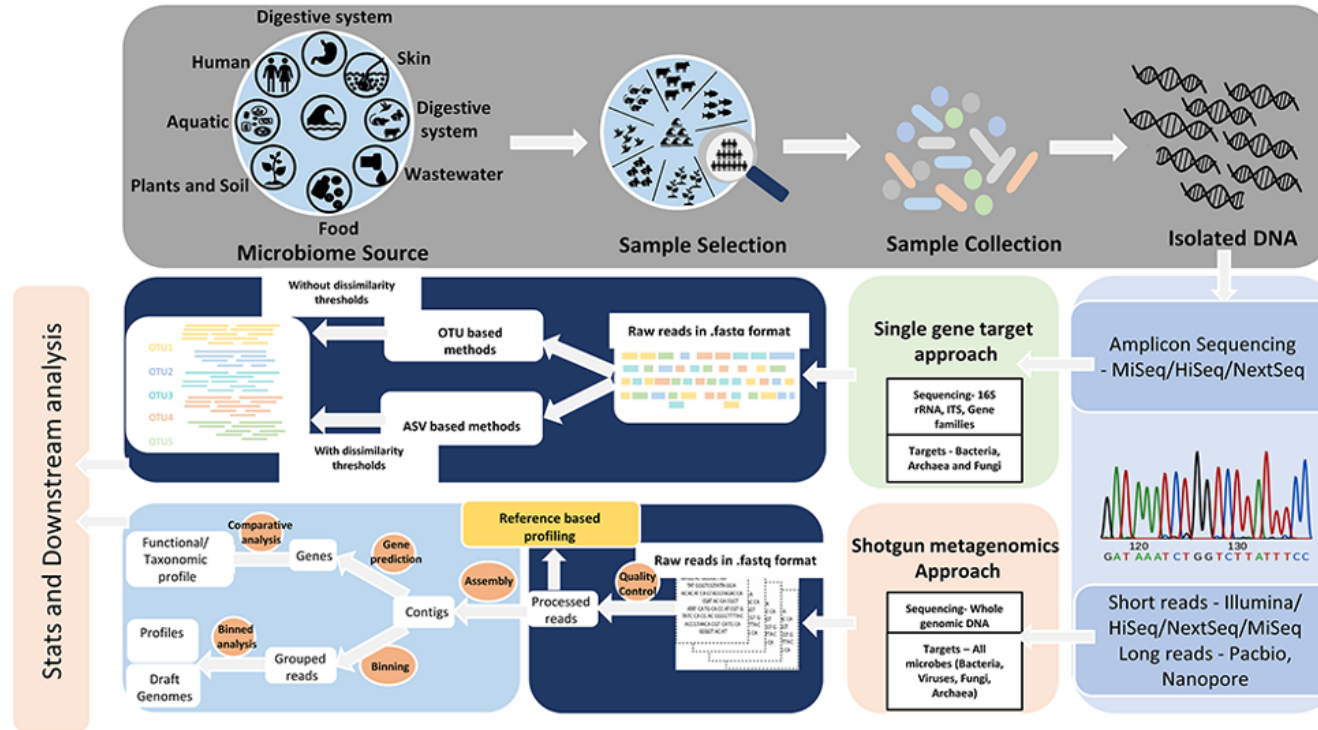 Digestive system
Human
Skin
Aquatic
Digestive
system
Plants and Soil
Wastewater
Food
Microbiome Source
Sample Selection
Sample Collection
Isolated DNA
Without dissimilarity
thresholds
OTU based
methods
Raw reads in .fastq format
OTU1
OTU2
OTU3
OTU4
OTU5
ASV based methods
With dissimilarity
thresholds
Single gene target
approach
Sequencing- 16S
rRNA, ITS, Gene
families
Targets - Bacteria,
Archaea and Fungi
Amplicon Sequencing
- MiSeq/HiSeq/NextSeq
120
130
GATAAATCTGGTCTTATTTCC
Stats and Downstream analysis
Reference based
profiling
Raw reads in .fastq format
Quality
Control
Processed
reads
Assembly
Contigs
Gene
prediction
Genes
Comparative
analysis
Functional/
Taxonomic
profile
Binning
Grouped
reads
Binned
analysis
Profiles
Draft
Genomes
Shotgun metagenomics
Approach
Sequencing- Whole
genomic DNA
Targets – All
microbes (Bacteria,
Viruses, Fungi,
Archaea)
Short reads - Illumina/
HiSeq/NextSeq/MiSeq
Long reads - Pacbio,
Nanopore